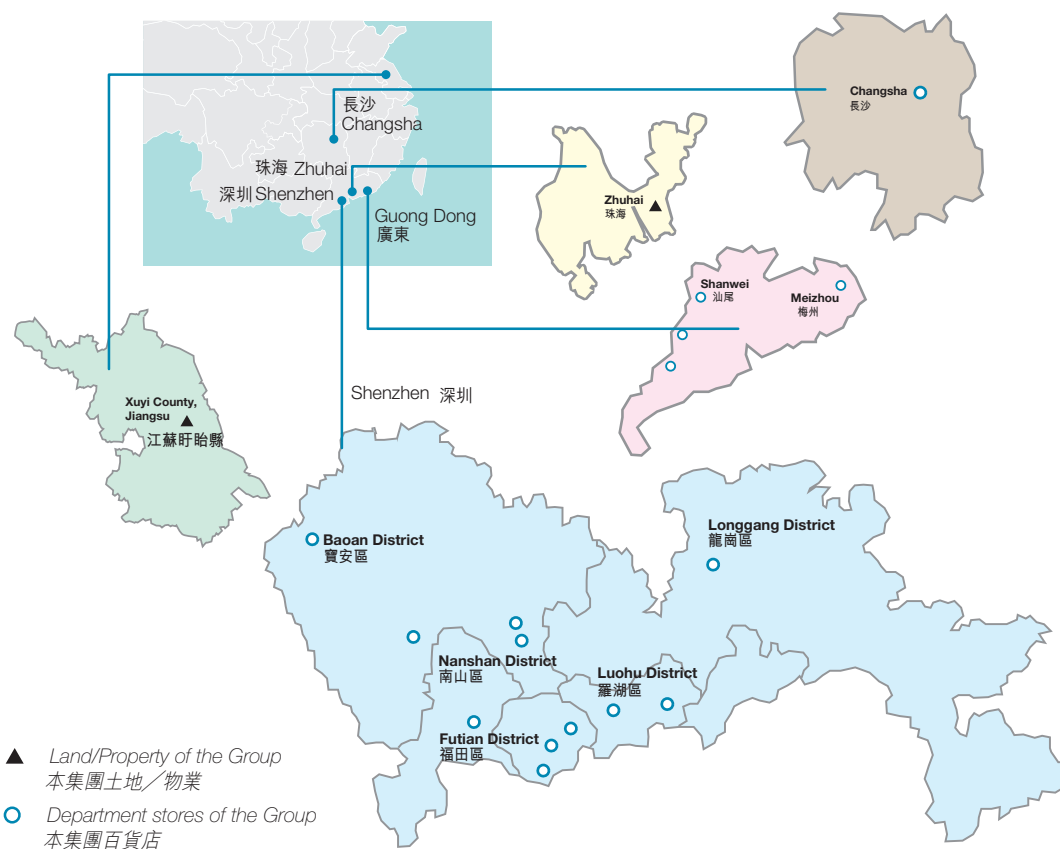 長沙
Changsha
珠海 Zhuhai
深圳 Shenzhen
Guong Dong
廣東
Changsha
長沙
Zhuhai
珠海
Shanwei
汕尾
Meizhou
梅州
Xuyi County,
Jiangsu
江蘇盱眙縣
Shenzhen 深圳
Baoan District
寶安區
Longgang District
龍崗區
Nanshan District
南山區
Luohu District
羅湖區
Futian District
福田區
Land/Property of the Group
本集團土地／物業
Department stores of the Group
本集團百貨店